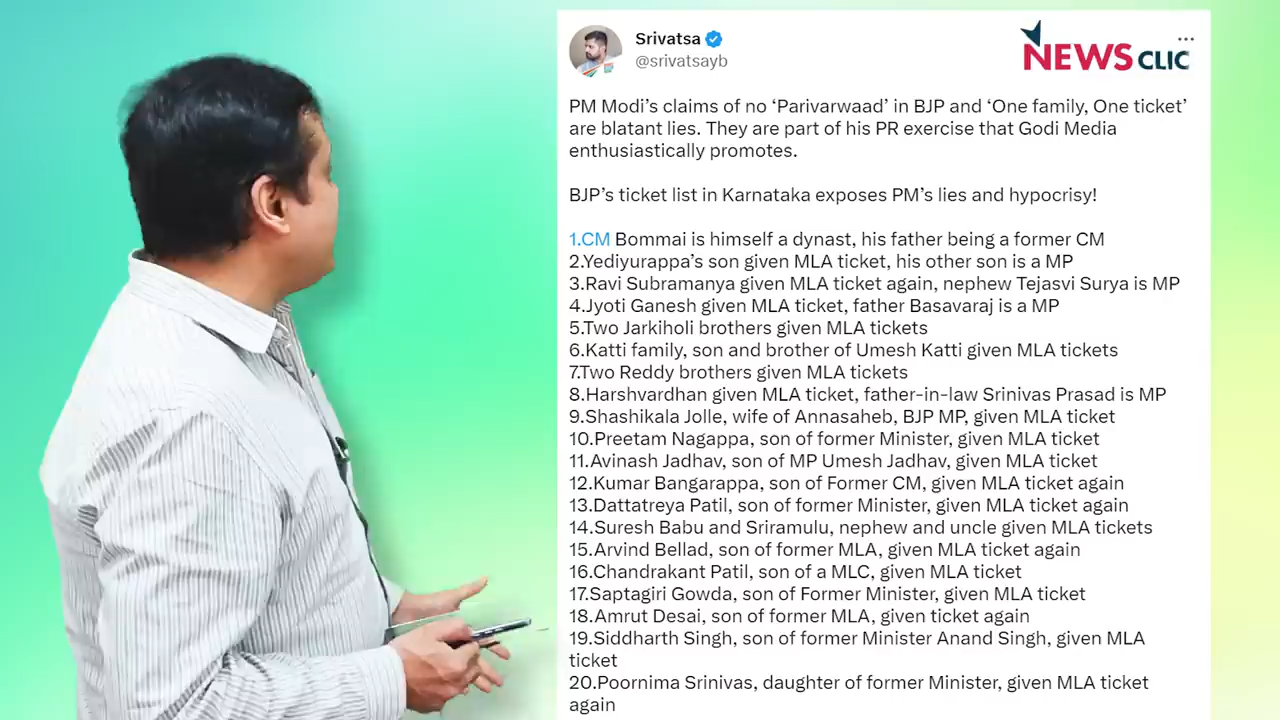 Srivatsa
@srivatsayb
NEWS CLIC
PM Modi’s claims of no ‘Parivarwaad’ in BJP and ‘One family, One ticket’
are blatant lies. They are part of his PR exercise that Godi Media
enthusiastically promotes.
BJP’s ticket list in Karnataka exposes PM’s lies and hypocrisy!
1.CM Bommai is himself a dynast, his father being a former CM
2.Yediyurappa’s son given MLA ticket, his other son is a MP
3.Ravi Subramanya given MLA ticket again, nephew Tejasvi Surya is MP
4.Jyoti Ganesh given MLA ticket, father Basavaraj is a MP
5.Two Jarkiholi brothers given MLA tickets
6.Katti family, son and brother of Umesh Katti given MLA tickets
7.Two Reddy brothers given MLA tickets
8.Harshvardhan given MLA ticket, father-in-law Srinivas Prasad is MP
9.Shashikala Jolle, wife of Annasaheb, BJP MP, given MLA ticket
10.Preetam Nagappa, son of former Minister, given MLA ticket
11.Avinash Jadhav, son of MP Umesh Jadhav, given MLA ticket
12.Kumar Bangarappa, son of Former CM, given MLA ticket again
13.Dattatreya Patil, son of former Minister, given MLA ticket again
14.Suresh Babu and Sriramulu, nephew and uncle given MLA tickets
15.Arvind Bellad, son of former MLA, given MLA ticket again
16.Chandrakant Patil, son of a MLC, given MLA ticket
17.Saptagiri Gowda, son of Former Minister, given MLA ticket
18.Amrut Desai, son of former MLA, given ticket again
19.Siddharth Singh, son of former Minister Anand Singh, given MLA
ticket
20.Poornima Srinivas, daughter of former Minister, given MLA ticket
again